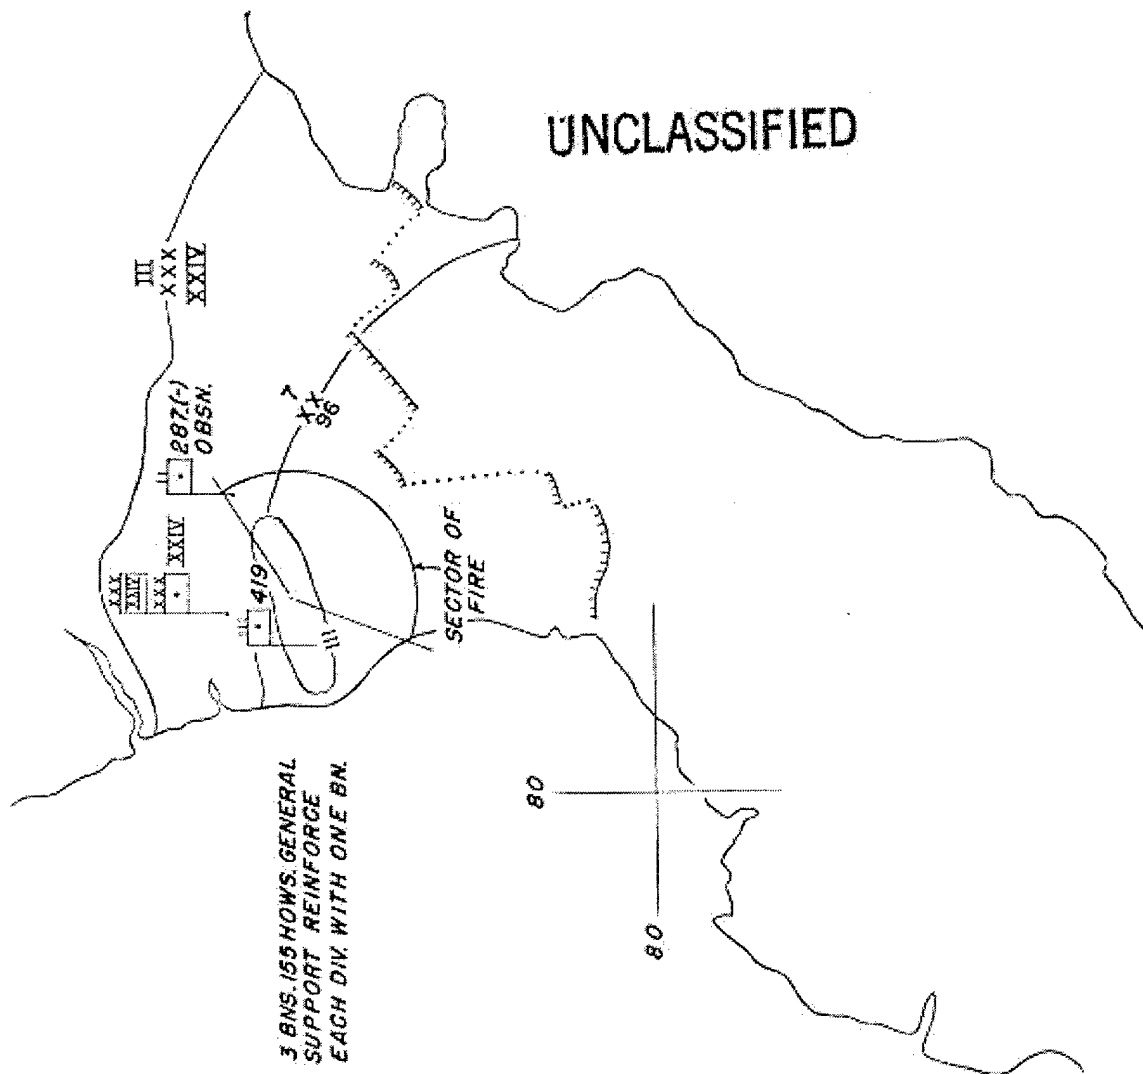 UNCLASSIFIED
III
XXX
XXIV
287(-)
OBSN.
7
XX
96
XXX
XXIV
XXX
XXIV
419
III
SECTOR OF
FIRE
3 BNS. 155 HOWS. GENERAL
SUPPORT REINFORCE
EACH DIV. WITH ONE BN.
80
80